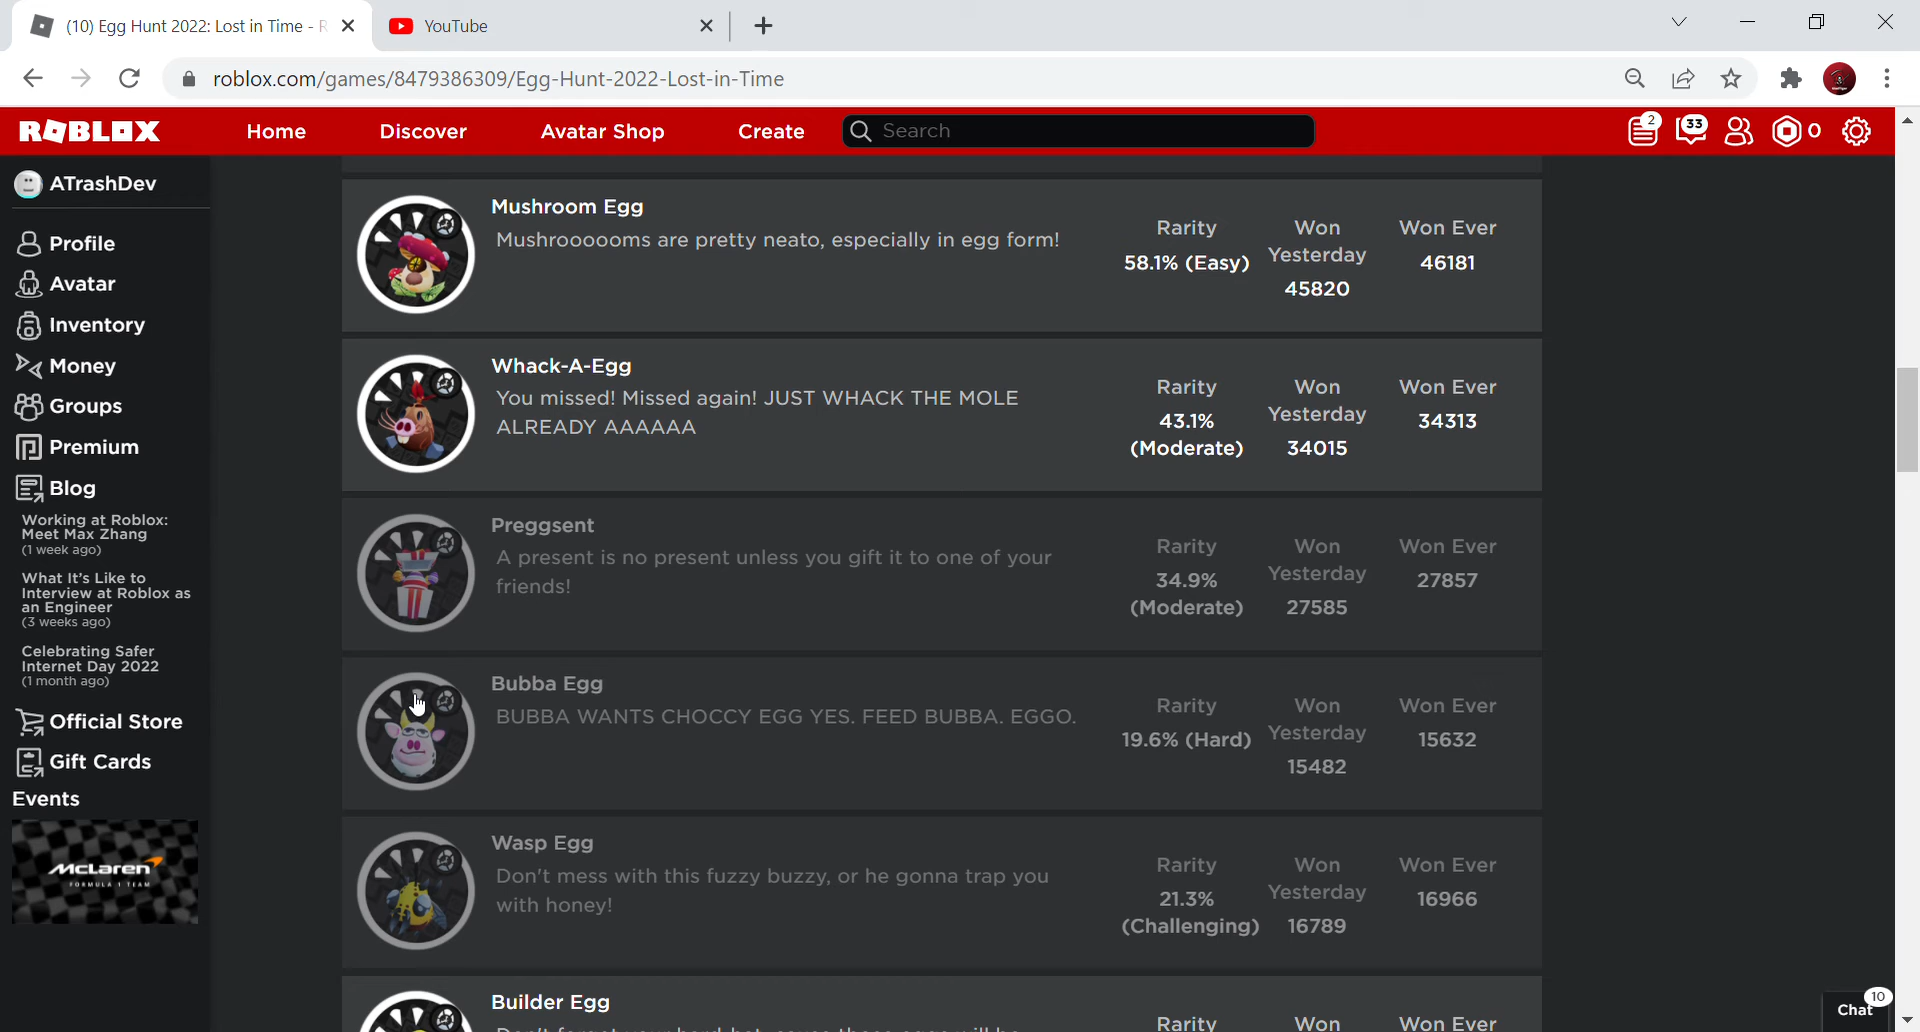 (10) Egg Hunt 2022: Lost in Time - R
YouTube
roblox.com/games/8479386309/Egg-Hunt-2022-Lost-in-Time
ROBLOX
Home
Discover
Avatar Shop
Create
Search
2
33
0
ATrashDev
Profile
Avatar
Inventory
Money
Groups
Premium
Blog
Working at Roblox:
Meet Max Zhang
(1 week ago)
What It's Like to
Interview at Roblox as
an Engineer
(3 weeks ago)
Celebrating Safer
Internet Day 2022
(1 month ago)
Official Store
Gift Cards
Events
McLaren
FORMULA 1 TEAM
Mushroom Egg
Mushroooooms are pretty neato, especially in egg form!
Rarity
58.1% (Easy)
Won
Yesterday
45820
Won Ever
46181
Whack-A-Egg
You missed! Missed again! JUST WHACK THE MOLE
ALREADY AAAAAA
Rarity
43.1%
(Moderate)
Won
Yesterday
34015
Won Ever
34313
Preggsent
A present is no present unless you gift it to one of your
friends!
Rarity
34.9%
(Moderate)
Won
Yesterday
27585
Won Ever
27857
Bubba Egg
BUBBA WANTS CHOCCY EGG YES. FEED BUBBA. EGGO.
Rarity
19.6% (Hard)
Won
Yesterday
15482
Won Ever
15632
Wasp Egg
Don't mess with this fuzzy buzzy, or he gonna trap you
with honey!
Rarity
21.3%
(Challenging)
Won
Yesterday
16789
Won Ever
16966
Builder Egg
Rarity
Won
Won Ever
Chat
10